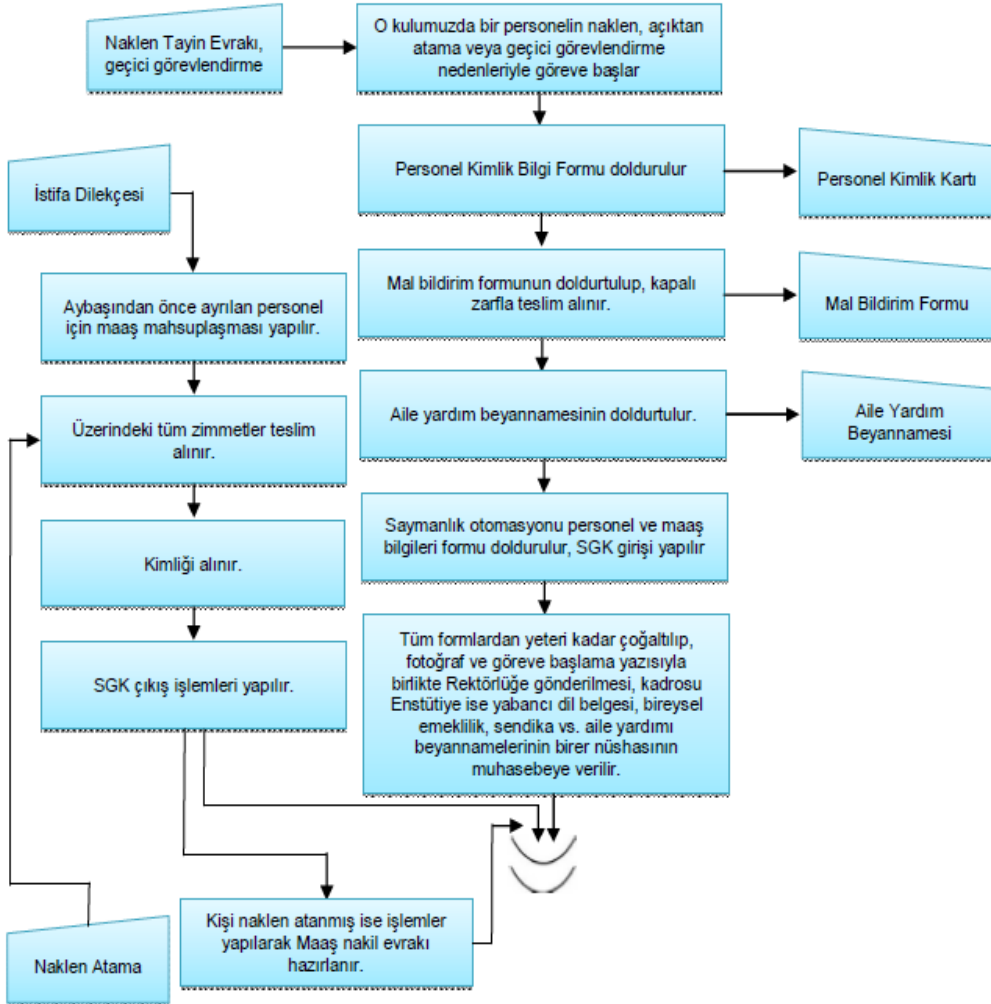 Naklen Tayin Evrakı,
geçici görevlendirme
O kulumuzda bir personelin naklen, açıktan
atama veya geçici görevlendirme
nedenleriyle göreve başlar
Personel Kimlik Bilgi Formu doldurulur
Personel Kimlik Kartı
İstifa Dilekçesi
Mal bildirim formunun doldurtulup, kapalı
zarfla teslim alınır.
Mal Bildirim Formu
Aybaşından önce ayrılan personel
için maaş mahsuplaşması yapılır.
Aile yardım beyannamesinin doldurtulur.
Aile Yardım
Beyannamesi
Üzerindeki tüm zimmetler teslim
alınır.
Saymanlık otomasyonu personel ve maaş
bilgileri formu doldurulur, SGK girişi yapılır
Kimliği alınır.
Tüm formlardan yeteri kadar çoğaltılıp,
fotoğraf ve göreve başlama yazısıyla
birlikte Rektörlüğe gönderilmesi, kadrosu
Enstütiye ise yabancı dil belgesi, bireysel
emeklilik, sendika vs. aile yardımı
beyannamelerinin birer nüshasının
muhasebeye verilir.
SGK çıkış işlemleri yapılır.
Kişi naklen atanmış ise işlemler
yapılarak Maaş nakil evrakı
hazırlanır.
Naklen Atama